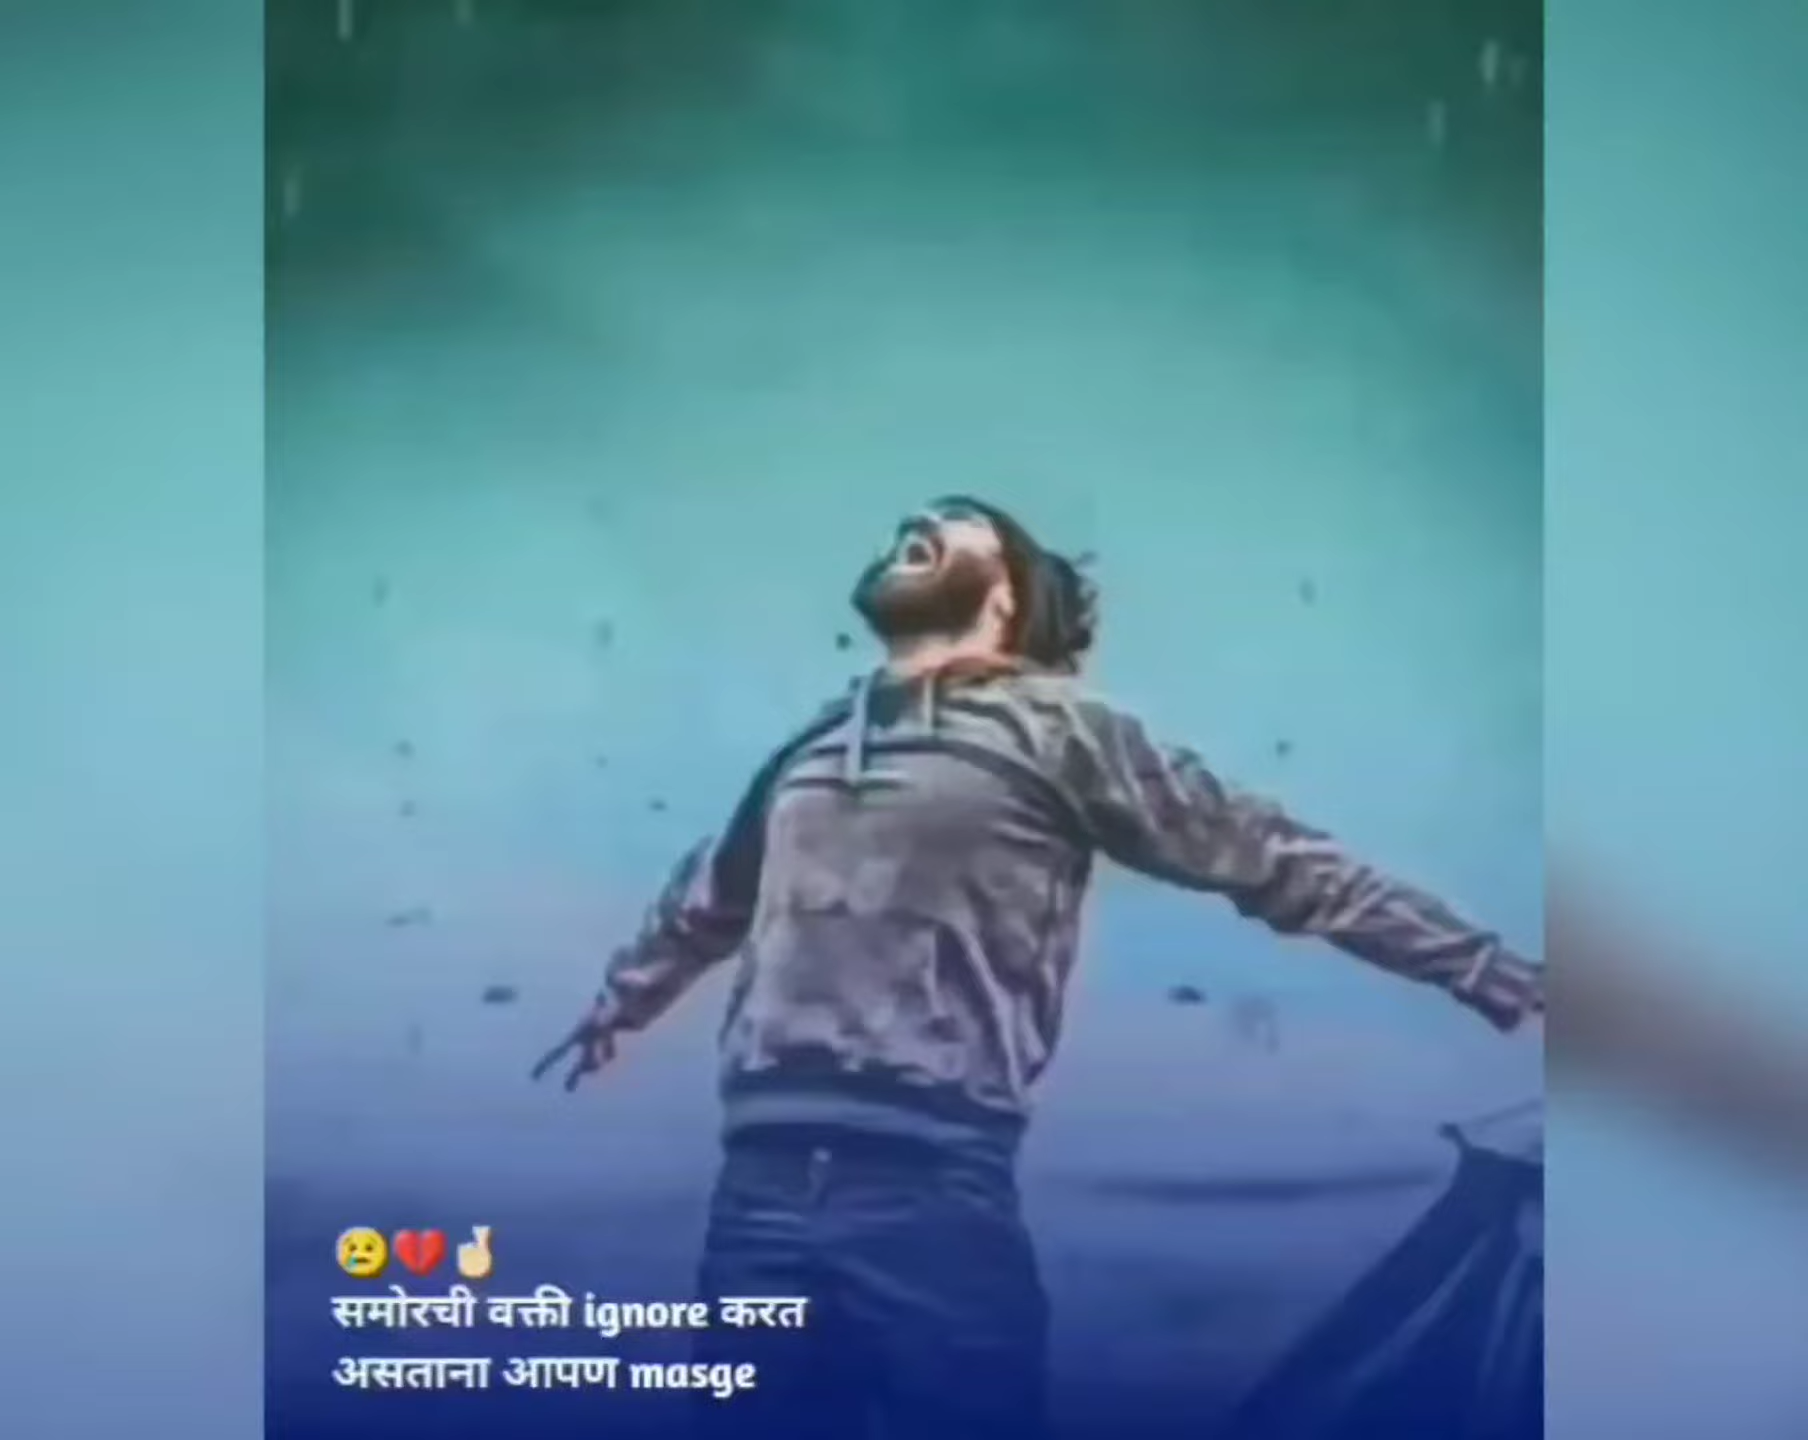 😢💔🤞🏻
समोरची वक्ती ignore करत
असताना आपण masge